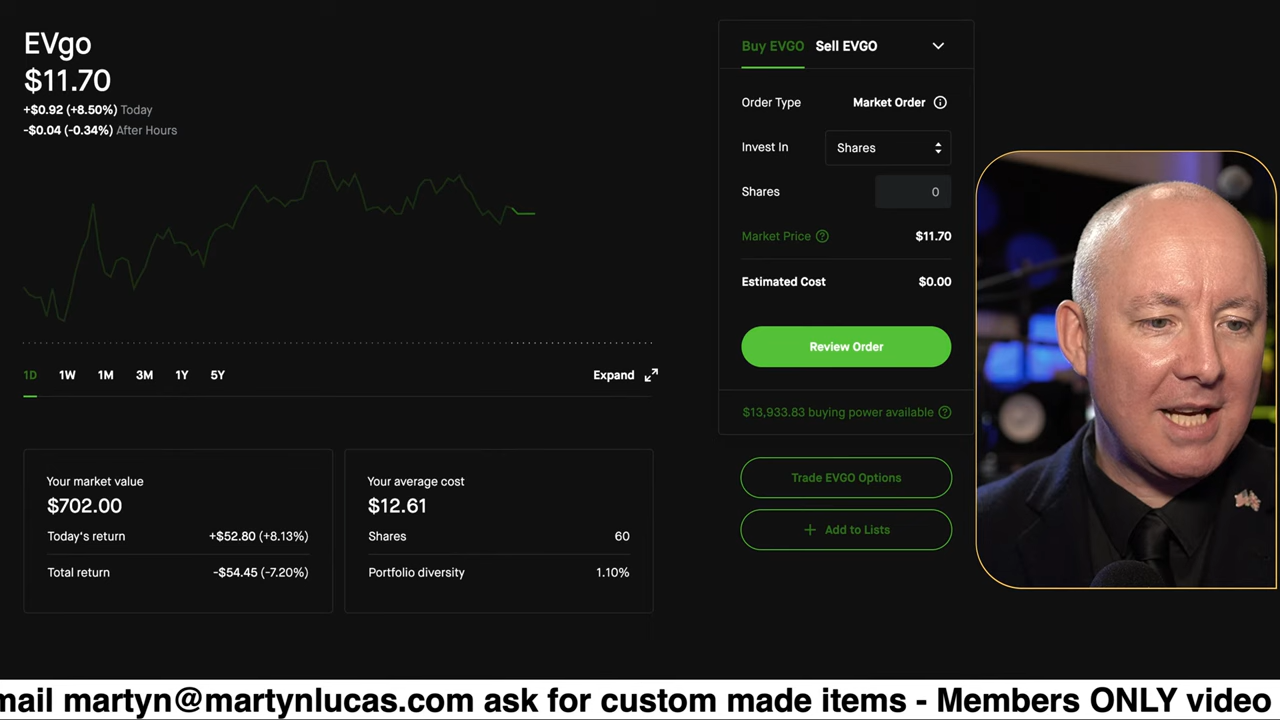 EVgo
$11.70
+$0.92 (+8.50%) Today
-$0.04 (-0.34%) After Hours
1D 1W 1M 3M 1Y 5Y Expand
Your market value
$702.00
Today's return +$52.80 (+8.13%)
Total return -$54.45 (-7.20%)
Your average cost
$12.61
Shares 60
Portfolio diversity 1.10%
Buy EVGO Sell EVGO
Order Type Market Order
Invest In Shares
Shares 0
Market Price $11.70
Estimated Cost $0.00
Review Order
$13,933.83 buying power available
Trade EVGO Options
+ Add to Lists
mail martyn@martynlucas.com ask for custom made items - Members ONLY video